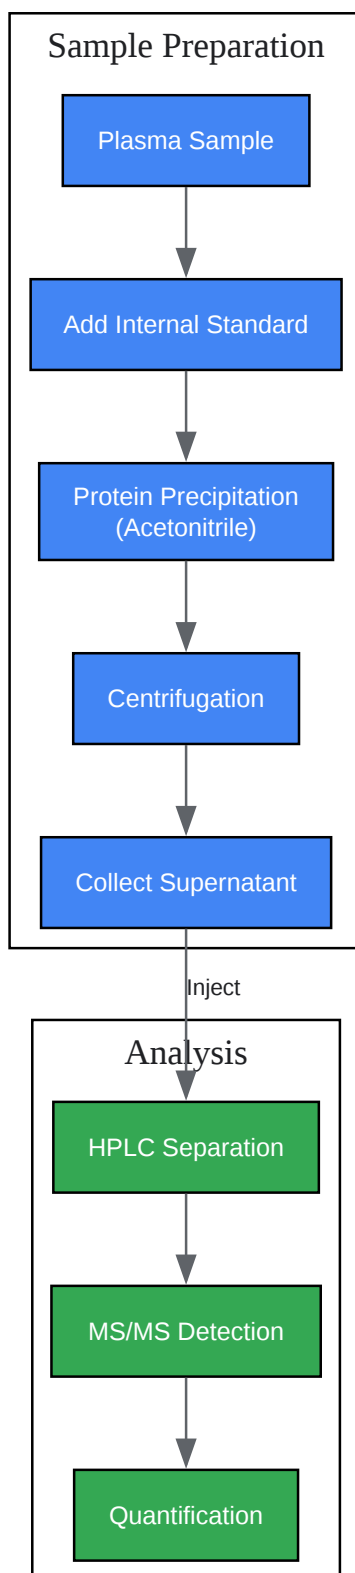 Sample Preparation
Plasma Sample
Add Internal Standard
Protein Precipitation
(Acetonitrile)
Centrifugation
Collect Supernatant
Inject
Analysis
HPLC Separation
MS/MS Detection
Quantification